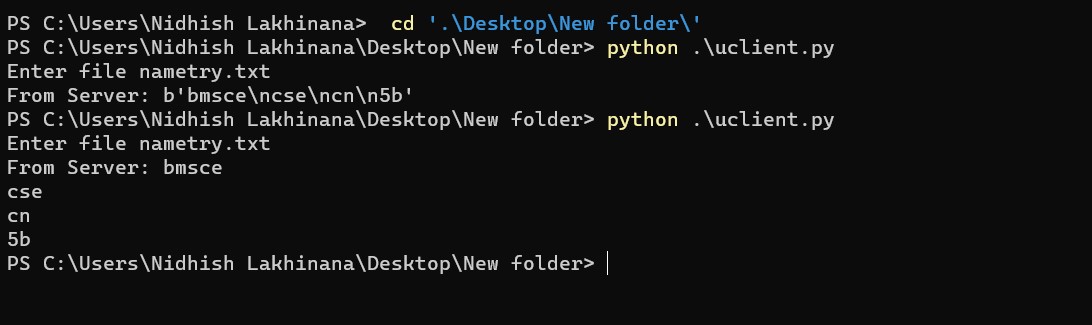 PS C:\Users\Nidhish Lakhinana>  cd '.\Desktop\New folder\'
PS C:\Users\Nidhish Lakhinana\Desktop\New folder> python .\uclient.py
Enter file nametry.txt
From Server: b'bmsce\ncse\ncn\n5b'
PS C:\Users\Nidhish Lakhinana\Desktop\New folder> python .\uclient.py
Enter file nametry.txt
From Server: bmsce
cse
cn
5b
PS C:\Users\Nidhish Lakhinana\Desktop\New folder>